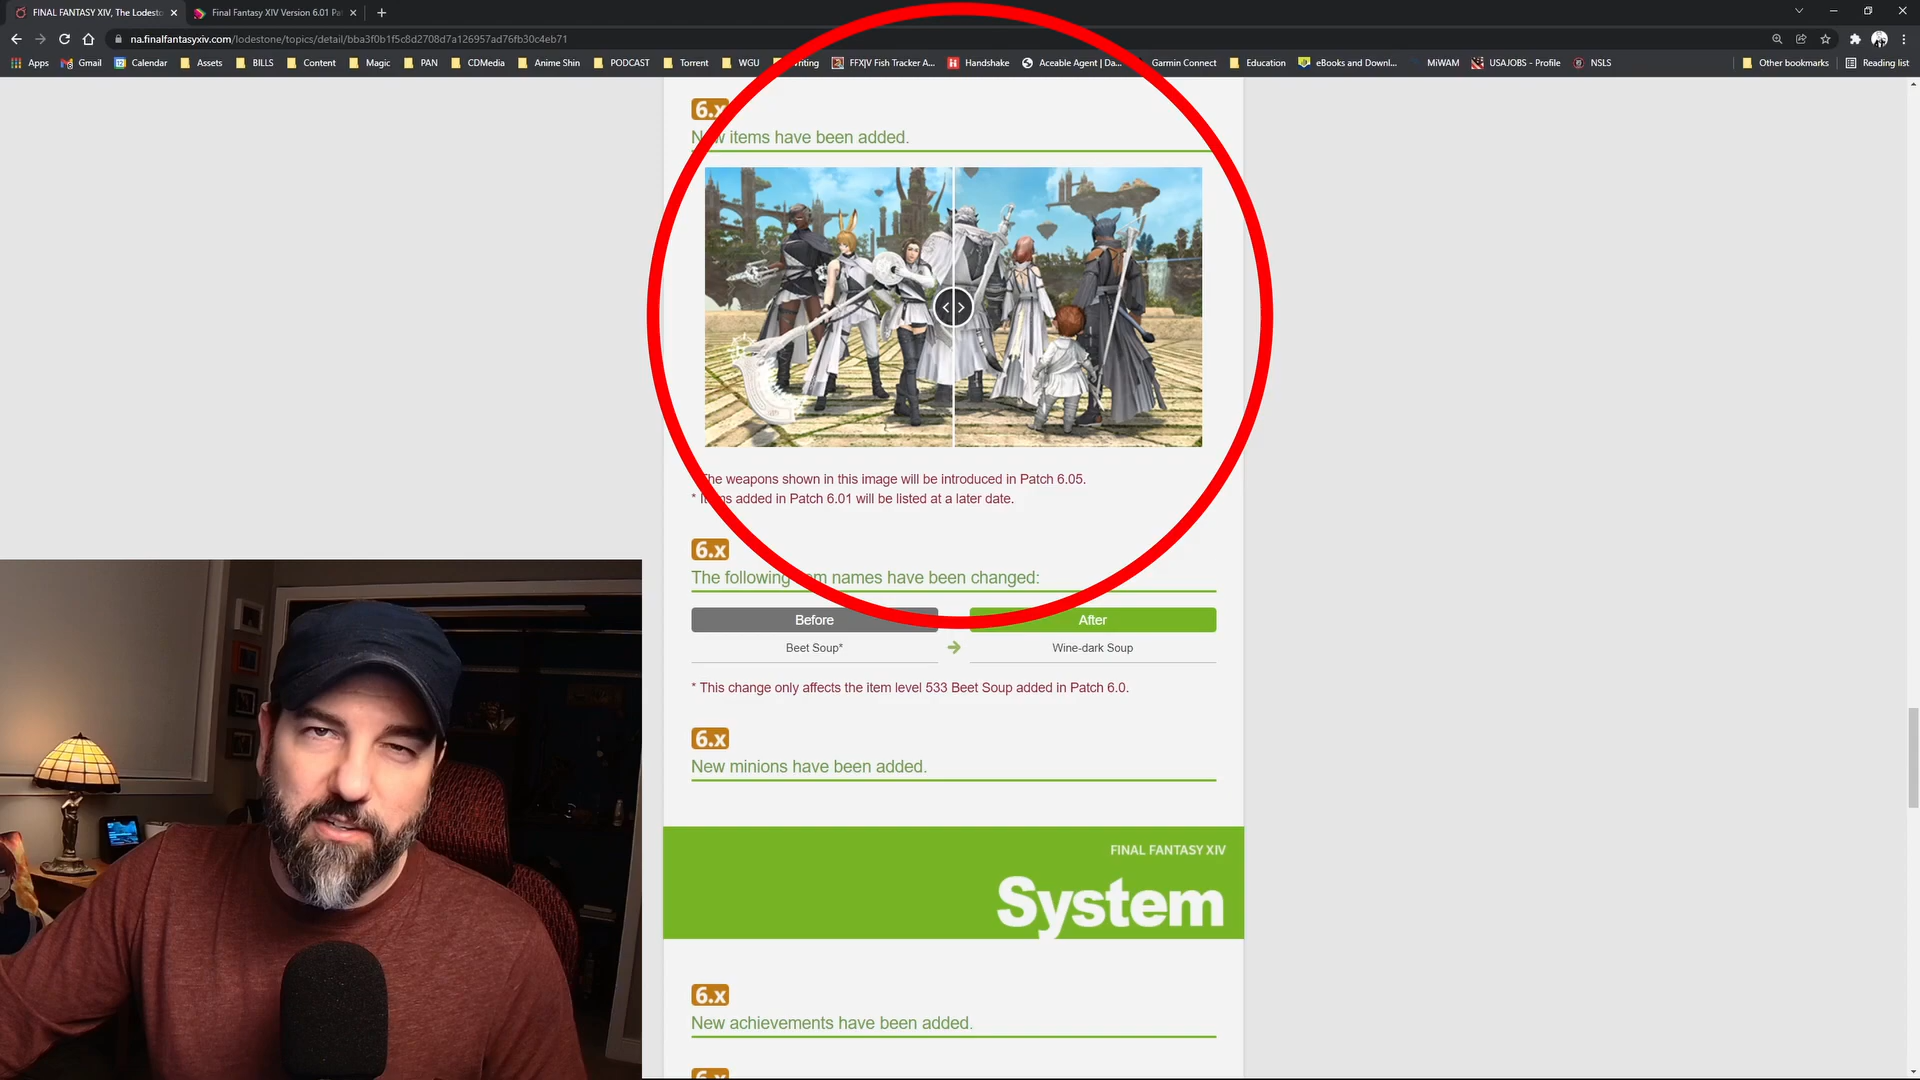 FINAL FANTASY XIV, The Lodesto
Final Fantasy XIV Version 6.01 Pa
na.finalfantasyxiv.com/lodestone/topics/detail/bba3f0b1f5c8d2708d7a126957ad76fb30c4eb71
Apps Gmail Calendar Assets BILLS Content Magic PAN CDMedia Anime Shin PODCAST Torrent WGU FFXIV Fish Tracker A... Handshake Aceable Agent | Da... Garmin Connect Education eBooks and Downl... MiWAM USAJOBS - Profile NSLS Other bookmarks Reading list
6.x
New items have been added.
The weapons shown in this image will be introduced in Patch 6.05.
* Items added in Patch 6.01 will be listed at a later date.
6.x
The following item names have been changed:
Before After
Beet Soup* Wine-dark Soup
* This change only affects the item level 533 Beet Soup added in Patch 6.0.
6.x
New minions have been added.
FINAL FANTASY XIV
System
6.x
New achievements have been added.